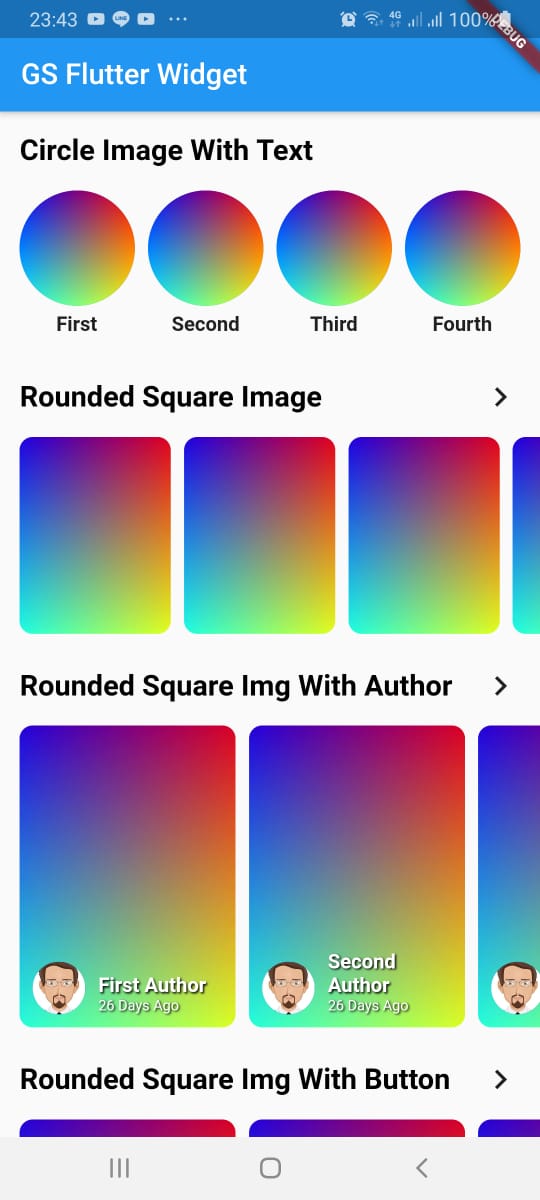 23:43
LINE
4G
100%
DEBUG
GS Flutter Widget
Circle Image With Text
First
Second
Third
Fourth
Rounded Square Image
Rounded Square Img With Author
First Author
26 Days Ago
Second
Author
26 Days Ago
Rounded Square Img With Button